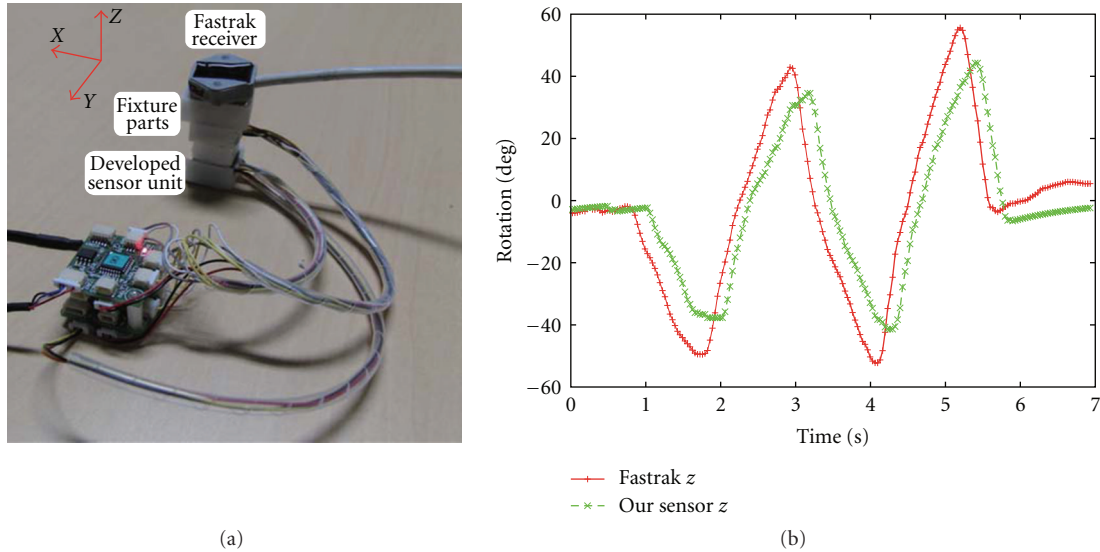 Z
X
Y
Fastrak
receiver
Fixture
parts
Developed
sensor unit
(a)
Rotation (deg)
60
40
20
0
−20
−40
−60
0 1 2 3 4 5 6 7
Time (s)
Fastrak z
Our sensor z
(b)